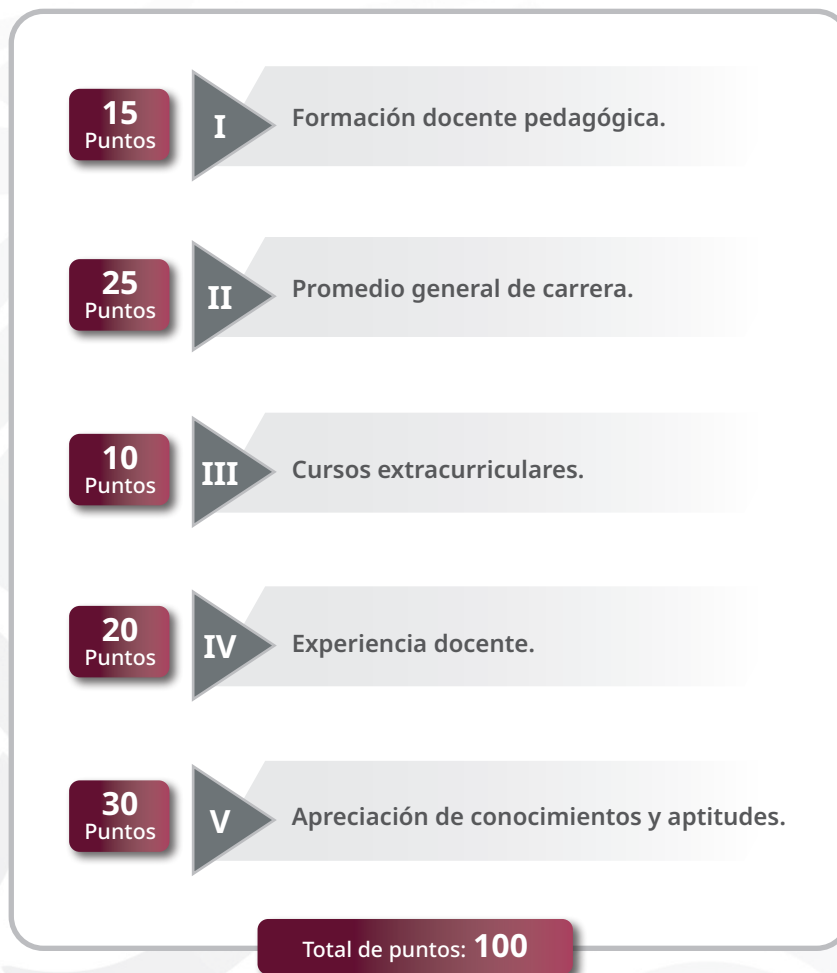 15
Puntos
I
Formación docente pedagógica.
25
Puntos
II
Promedio general de carrera.
10
Puntos
III
Cursos extracurriculares.
20
Puntos
IV
Experiencia docente.
30
Puntos
V
Apreciación de conocimientos y aptitudes.
Total de puntos: 100